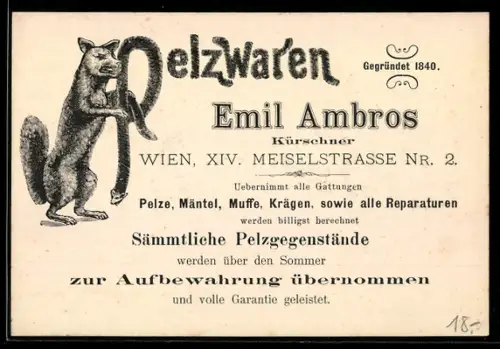 Pelzwaren
Gegründet 1840.
Emil Ambros
Kürschner
WIEN, XIV. MEISELSTRASSE NR. 2.
Uebernimmt alle Gattungen
Pelze, Mäntel, Muffe, Krägen, sowie alle Reparaturen
werden billigst berechnet
Sämmtliche Pelzgegenstände
werden über den Sommer
zur Aufbewahrung übernommen
und volle Garantie geleistet.
18,-